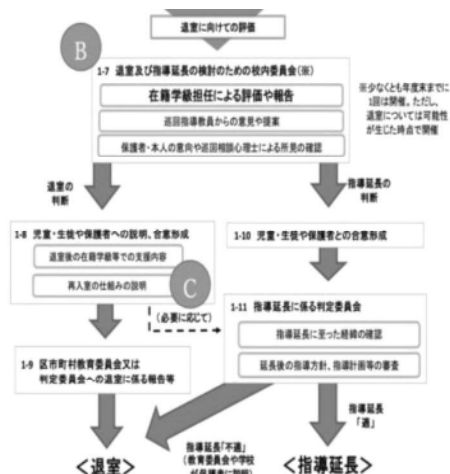 退室に向けての評価
B
1-7 退室及び指導延長の検討のための校内委員会(※)
在籍学級担任による評価や報告
巡回指導教員からの意見や提案
保護者・本人の意向や巡回相談心理士による所見の確認
※少なくとも年度末までに
1回は開催。ただし、
退室については可能性
が生じた時点で開催
退室の
判断
指導延長の
判断
1-8 児童・生徒や保護者への説明、合意形成
退室後の在籍学級等での支援内容
再入室の仕組みの説明
C
(必要に応じて)
1-10 児童・生徒や保護者との合意形成
1-11 指導延長に係る判定委員会
指導延長に至った経緯の確認
延長後の指導方針、指導計画等の審査
1-9 区市町村教育委員会又は
判定委員会への退室に係る報告等
指導延長
「適」
指導延長「不適」
(教育委員会や学校
が保護者に説明)
<退室>
<指導延長>